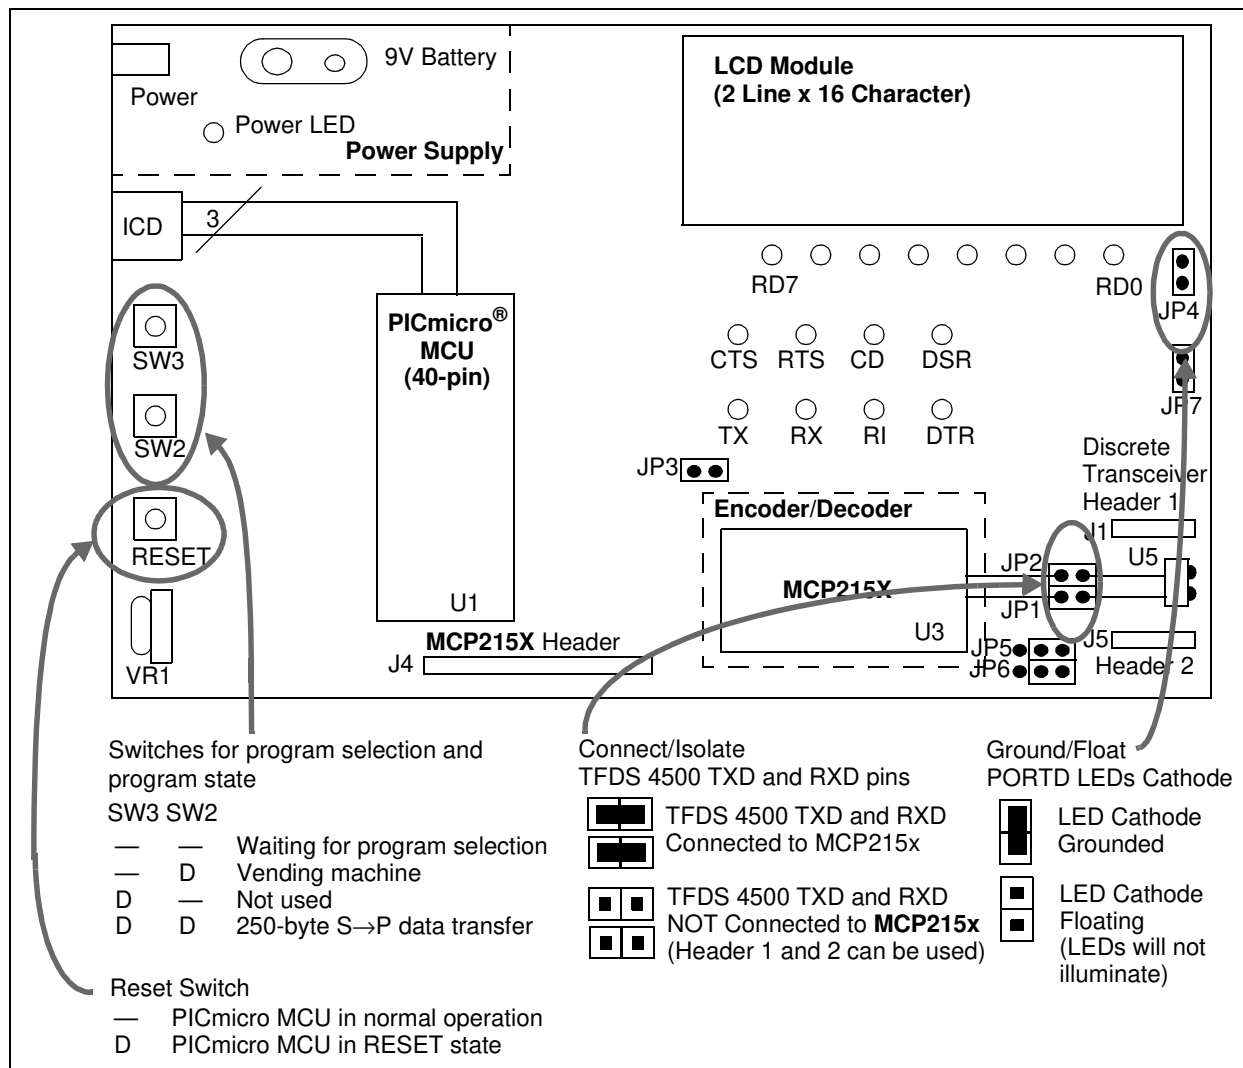 9V Battery
Power
Power LED
Power Supply
LCD Module
(2 Line x 16 Character)
ICD
3
RD7
RD0
JP4
SW3
PICmicro®
MCU
(40-pin)
CTS RTS CD DSR
JP7
SW2
TX RX RI DTR
JP3
Discrete
Transceiver
Header 1
Encoder/Decoder
RESET
J1
JP2
U5
MCP215X
JP1
U1
U3
MCP215X Header
J4
JP5
J5
JP6
Header 2
VR1
Switches for program selection and
program state
SW3 SW2
— — Waiting for program selection
— D Vending machine
D — Not used
D D 250-byte S→P data transfer
Reset Switch
— PICmicro MCU in normal operation
D PICmicro MCU in RESET state
Connect/Isolate
TFDS 4500 TXD and RXD pins
TFDS 4500 TXD and RXD
Connected to MCP215x
TFDS 4500 TXD and RXD
NOT Connected to MCP215x
(Header 1 and 2 can be used)
Ground/Float
PORTD LEDs Cathode
LED Cathode
Grounded
LED Cathode
Floating
(LEDs will not
illuminate)